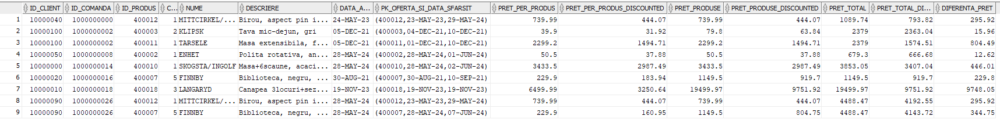 ID_CLIENT ID_COMANDA ID_PRODUS C... NUME DESCRIERE DATA_A... PK_OFERTA_SI_DATA_SFARSIT PRET_PER_PRODUS PRET_PER_PRODUS_DISCOUNTED PRET_PRODUSE PRET_PRODUSE_DISCOUNTED PRET_TOTAL PRET_TOTAL_DI... DIFERENTA_PRET
1 10000040 1000000000 400012 1 MITTCIRKEL/... Birou, aspect pin i... 24-MAY-23 (400012,23-MAY-23,29-MAY-24) 739.99 444.07 739.99 444.07 1089.74 793.82 295.92
2 10000100 1000000002 400003 2 KLIPSK Tava mic-dejun, gri 05-DEC-21 (400003,04-DEC-21,10-DEC-21) 39.9 31.92 79.8 63.84 2379 2363.04 15.96
3 10000100 1000000002 400011 1 TARSELE Masa extensibila, f... 05-DEC-21 (400011,01-DEC-21,10-DEC-21) 2299.2 1494.71 2299.2 1494.71 2379 1574.51 804.49
4 10000050 1000000008 400002 1 ENHET Polita rotativa, an... 28-MAY-24 (400002,28-MAY-24,01-JUN-24) 50.5 37.88 50.5 37.88 679.3 666.68 12.62
5 10000000 1000000014 400010 1 SKOGSTA/INGOLF Masa+6scaune, acaci... 28-MAY-24 (400010,28-MAY-24,02-JUN-24) 3433.5 2987.49 3433.5 2987.49 3853.05 3407.04 446.01
6 10000020 1000000016 400007 5 FINNBY Biblioteca, negru, ... 30-AUG-21 (400007,30-AUG-21,10-SEP-21) 229.9 183.94 1149.5 919.7 1149.5 919.7 229.8
7 10000010 1000000018 400018 3 LANGARYD Canapea 3locuri+sez... 19-NOV-23 (400018,19-NOV-23,19-NOV-23) 6499.99 3250.64 19499.97 9751.92 19499.97 9751.92 9748.05
8 10000090 1000000026 400012 1 MITTCIRKEL/... Birou, aspect pin i... 28-MAY-24 (400012,23-MAY-23,29-MAY-24) 739.99 444.07 739.99 444.07 4488.47 4192.55 295.92
9 10000090 1000000026 400007 5 FINNBY Biblioteca, negru, ... 28-MAY-24 (400007,28-MAY-24,07-JUN-24) 229.9 160.95 1149.5 804.75 4488.47 4143.72 344.75